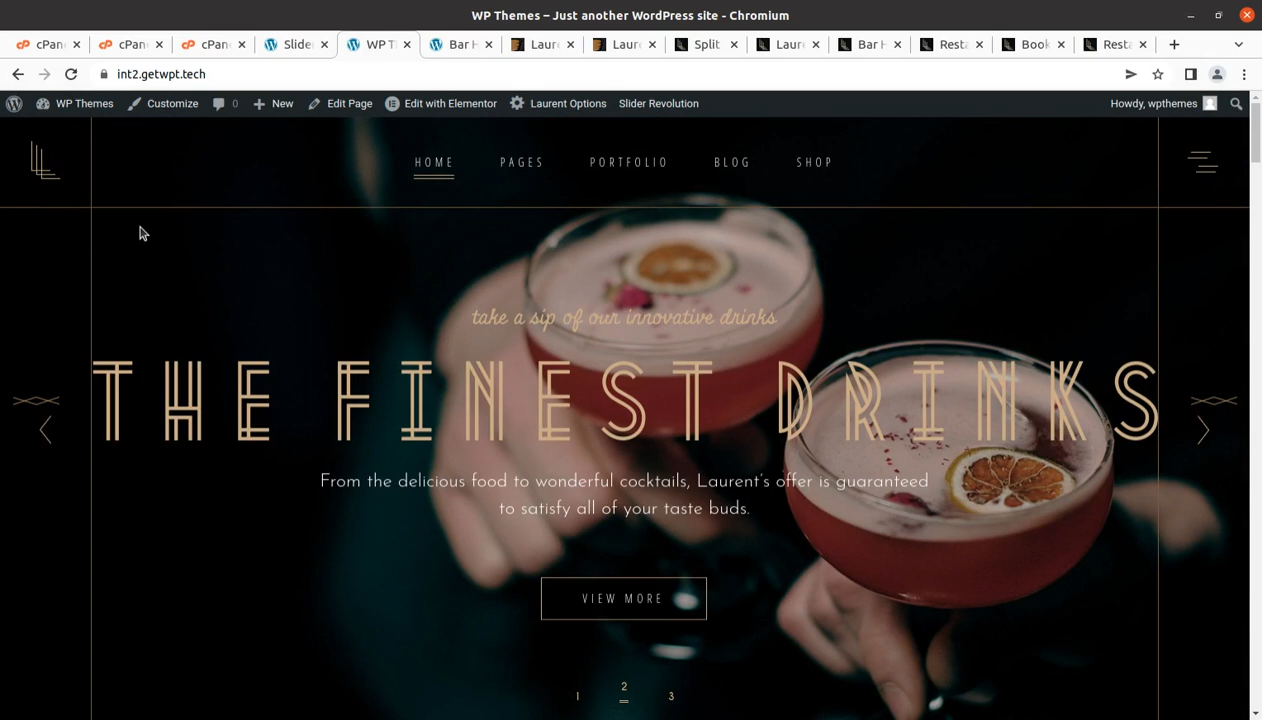 WP Themes – Just another WordPress site - Chromium
cPan
cPan
cPan
Slide
WP T
Bar H
Laure
Laure
Split
Laure
Bar H
Resta
Book
Resta
int2.getwpt.tech
WP Themes
Customize
0
New
Edit Page
Edit with Elementor
Laurent Options
Slider Revolution
Howdy, wpthemes
HOME
PAGES
PORTFOLIO
BLOG
SHOP
take a sip of our innovative drinks
THE FINEST DRINKS
From the delicious food to wonderful cocktails, Laurent's offer is guaranteed
to satisfy all of your taste buds.
VIEW MORE
1
2
3